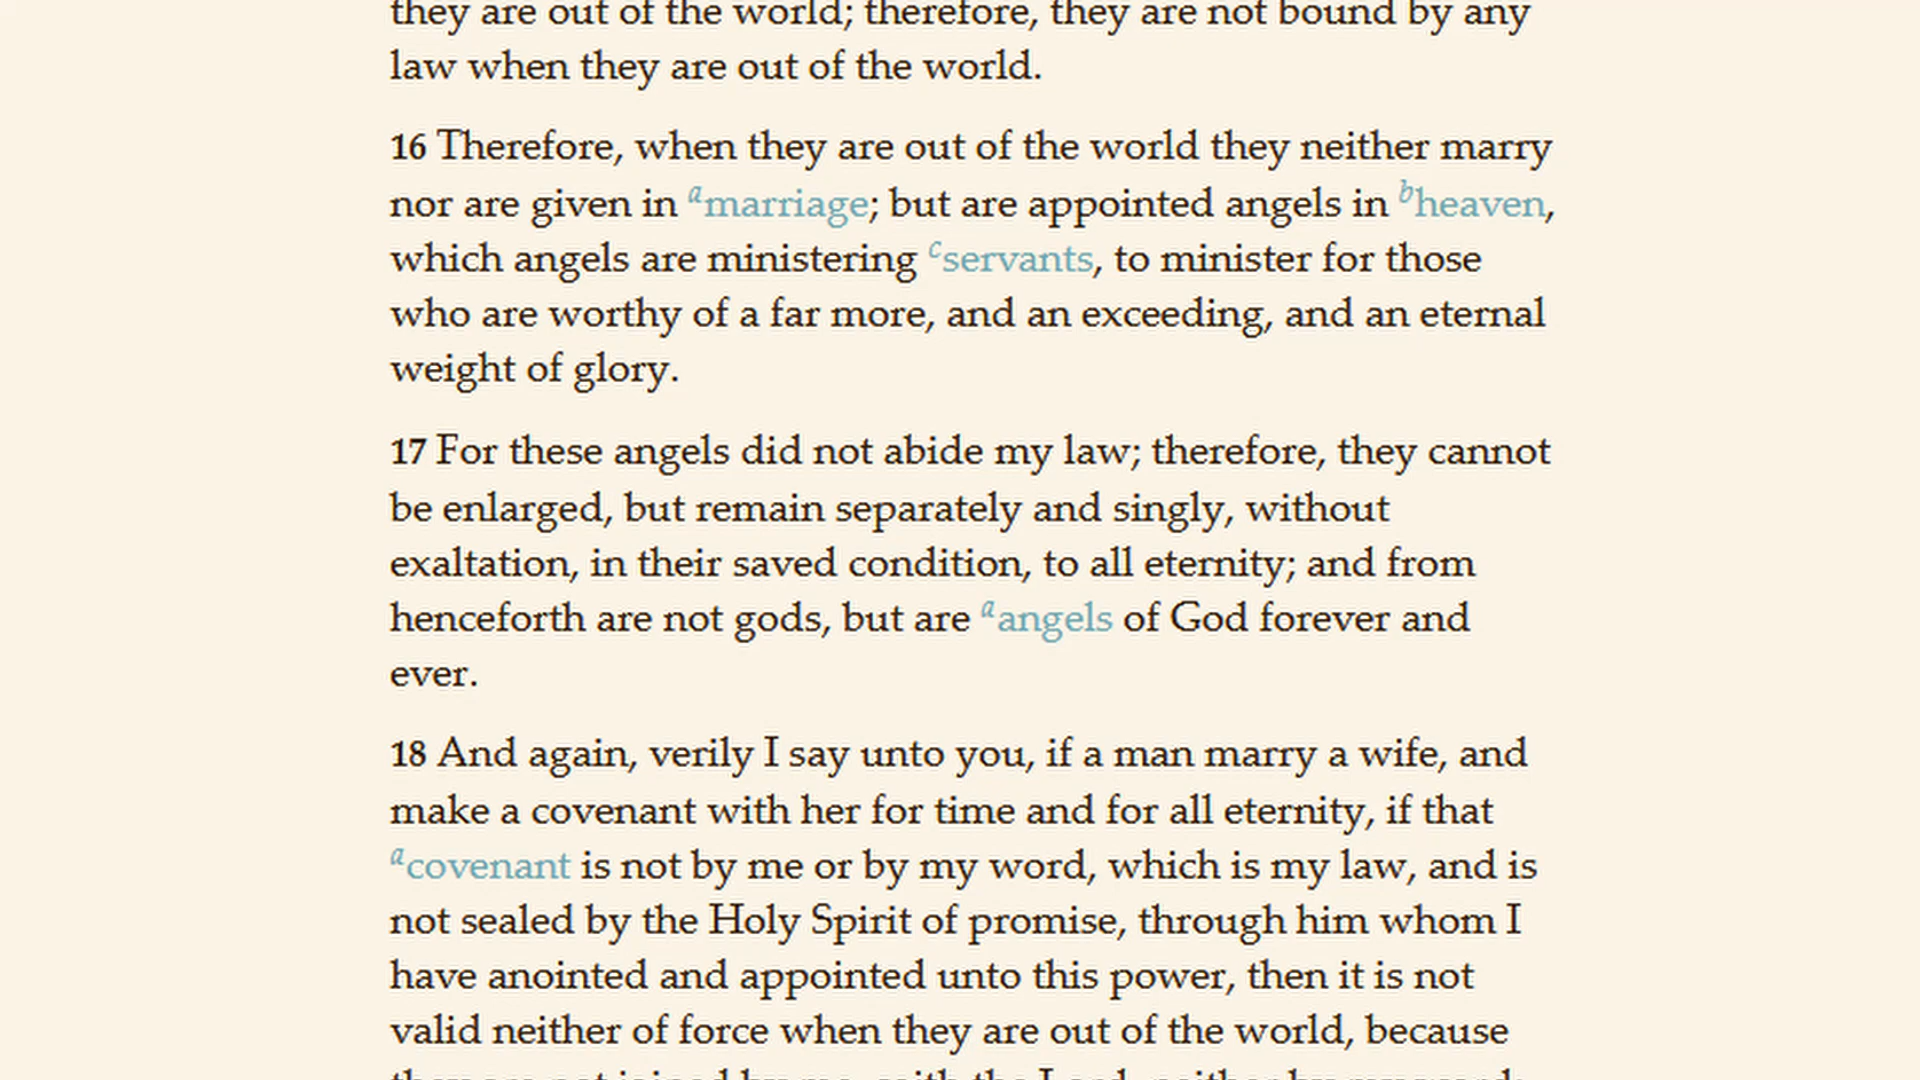 they are out of the world; therefore, they are not bound by any
law when they are out of the world.
16 Therefore, when they are out of the world they neither marry
nor are given in a marriage; but are appointed angels in b heaven,
which angels are ministering c servants, to minister for those
who are worthy of a far more, and an exceeding, and an eternal
weight of glory.
17 For these angels did not abide my law; therefore, they cannot
be enlarged, but remain separately and singly, without
exaltation, in their saved condition, to all eternity; and from
henceforth are not gods, but are a angels of God forever and
ever.
18 And again, verily I say unto you, if a man marry a wife, and
make a covenant with her for time and for all eternity, if that
a covenant is not by me or by my word, which is my law, and is
not sealed by the Holy Spirit of promise, through him whom I
have anointed and appointed unto this power, then it is not
valid neither of force when they are out of the world, because